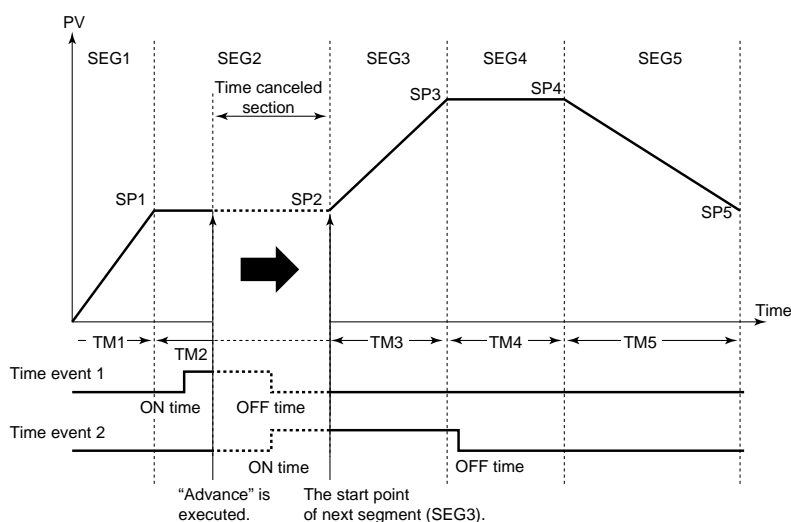 PV
SEG1
SEG2
SEG3
SEG4
SEG5
Time canceled
section
SP3
SP4
SP1
SP2
SP5
Time
TM1
TM2
TM3
TM4
TM5
Time event 1
ON time
OFF time
Time event 2
ON time
OFF time
“Advance” is
executed.
The start point
of next segment (SEG3).